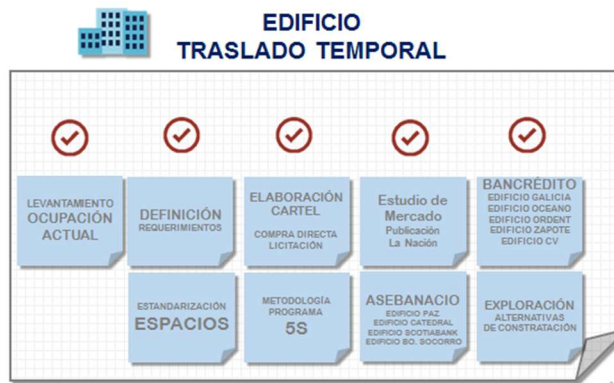 EDIFICIO
TRASLADO TEMPORAL
LEVANTAMIENTO
OCUPACIÓN
ACTUAL
DEFINICIÓN
REQUERIMIENTOS
ELABORACIÓN
CARTEL
COMPRA DIRECTA
LICITACIÓN
Estudio de
Mercado
Publicación
La Nación
BANCRÉDITO
EDIFICIO GALICIA
EDIFICIO OCEANO
EDIFICIO ORDENT
EDIFICIO ZAPOTE
EDIFICIO CV
ESTANDARIZACIÓN
ESPACIOS
METODOLOGÍA
PROGRAMA
5S
ASEBANACIO
EDIFICIO PAZ
EDIFICIO CATEDRAL
EDIFICIO SCOTIABANK
EDIFICIO BO. SOCORRO
EXPLORACIÓN
ALTERNATIVAS
DE CONSTRATACIÓN